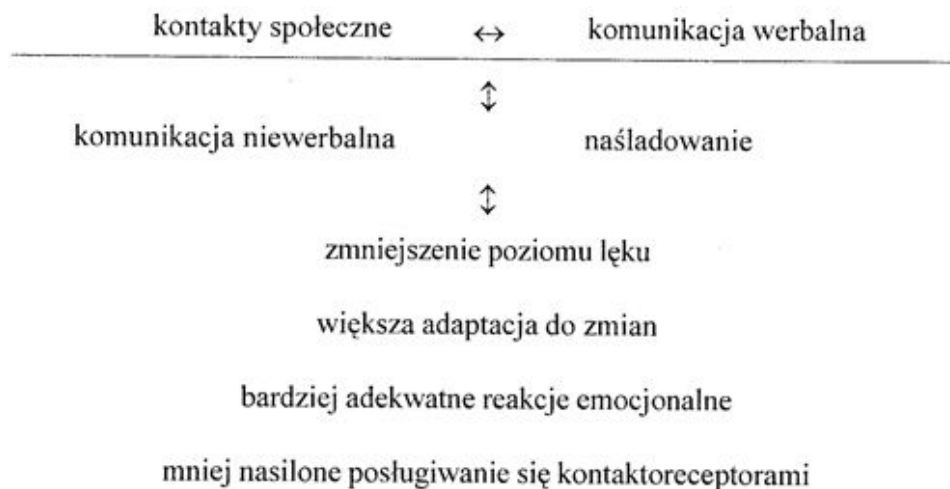 kontakty społeczne ↔ komunikacja werbalna
↕
komunikacja niewerbalna naśladowanie
↕
zmniejszenie poziomu lęku
większa adaptacja do zmian
bardziej adekwatne reakcje emocjonalne
mniej nasilone posługiwanie się kontaktoreceptorami